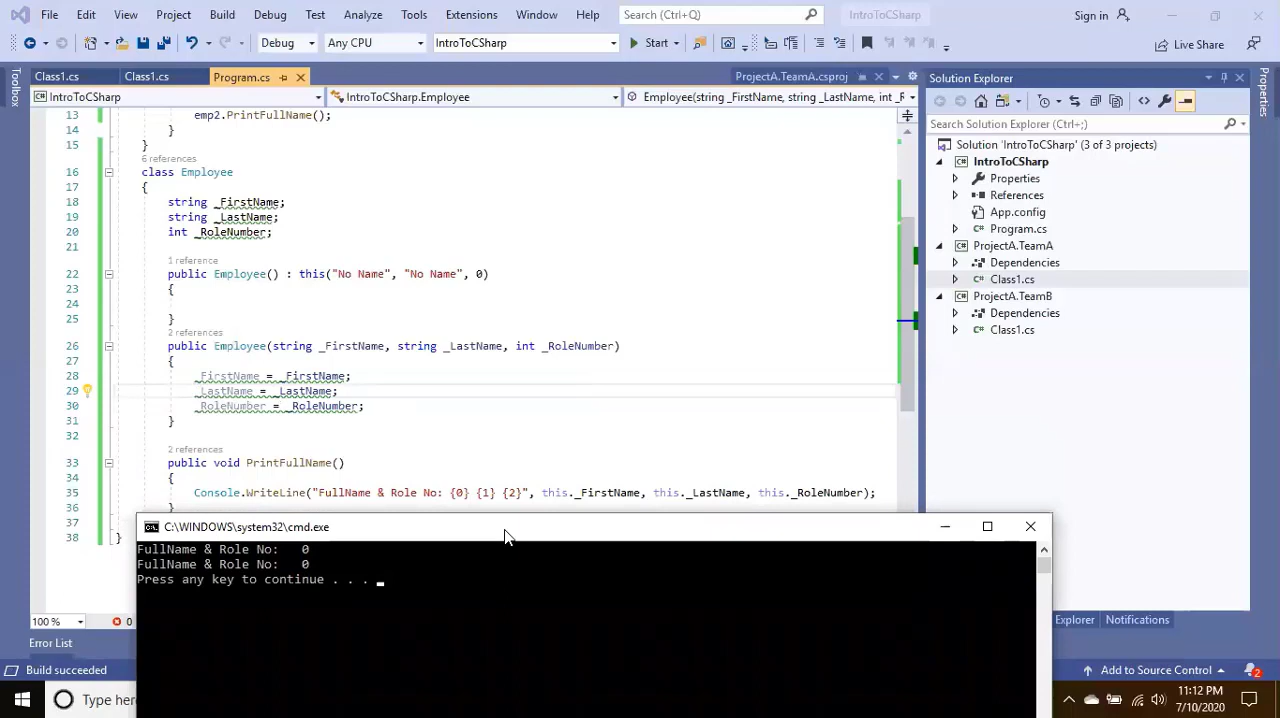 File Edit View Project Build Debug Test Analyze Tools Extensions Window Help Search (Ctrl+Q) IntroToCSharp Sign in
Debug Any CPU IntroToCSharp Start Live Share
Toolbox
Class1.cs Class1.cs Program.cs ProjectA.TeamA.csproj
IntroToCSharp IntroToCSharp.Employee Employee(string _FirstName, string _LastName, int _R
13 emp2.PrintFullName();
14 }
15 }
6 references
16 class Employee
17 {
18 string _FirstName;
19 string _LastName;
20 int _RoleNumber;
21
1 reference
22 public Employee() : this("No Name", "No Name", 0)
23 {
24
25 }
2 references
26 public Employee(string _FirstName, string _LastName, int _RoleNumber)
27 {
28 _FirstName = _FirstName;
29 _LastName = _LastName;
30 _RoleNumber = _RoleNumber;
31 }
32
2 references
33 public void PrintFullName()
34 {
35 Console.WriteLine("FullName & Role No: {0} {1} {2}", this._FirstName, this._LastName, this._RoleNumber);
36 }
37
38 }
100 % 0
Error List
Build succeeded
C:\WINDOWS\system32\cmd.exe
FullName & Role No:   0
FullName & Role No:   0
Press any key to continue . . .
Solution Explorer
Search Solution Explorer (Ctrl+;)
Solution 'IntroToCSharp' (3 of 3 projects)
IntroToCSharp
Properties
References
App.config
Program.cs
ProjectA.TeamA
Dependencies
Class1.cs
ProjectA.TeamB
Dependencies
Class1.cs
Explorer Notifications
Properties
Add to Source Control 2
Type her
11:12 PM
7/10/2020